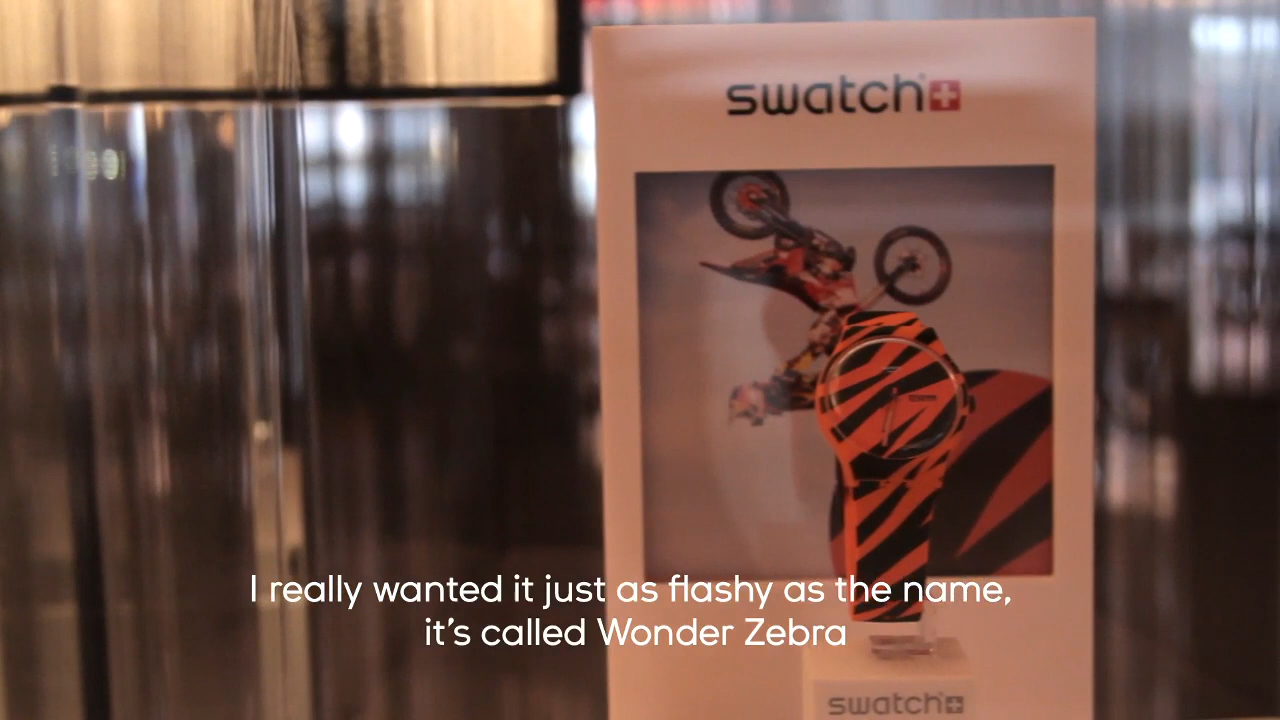 swatch
I really wanted it just as flashy as the name,
it's called Wonder Zebra
swatch